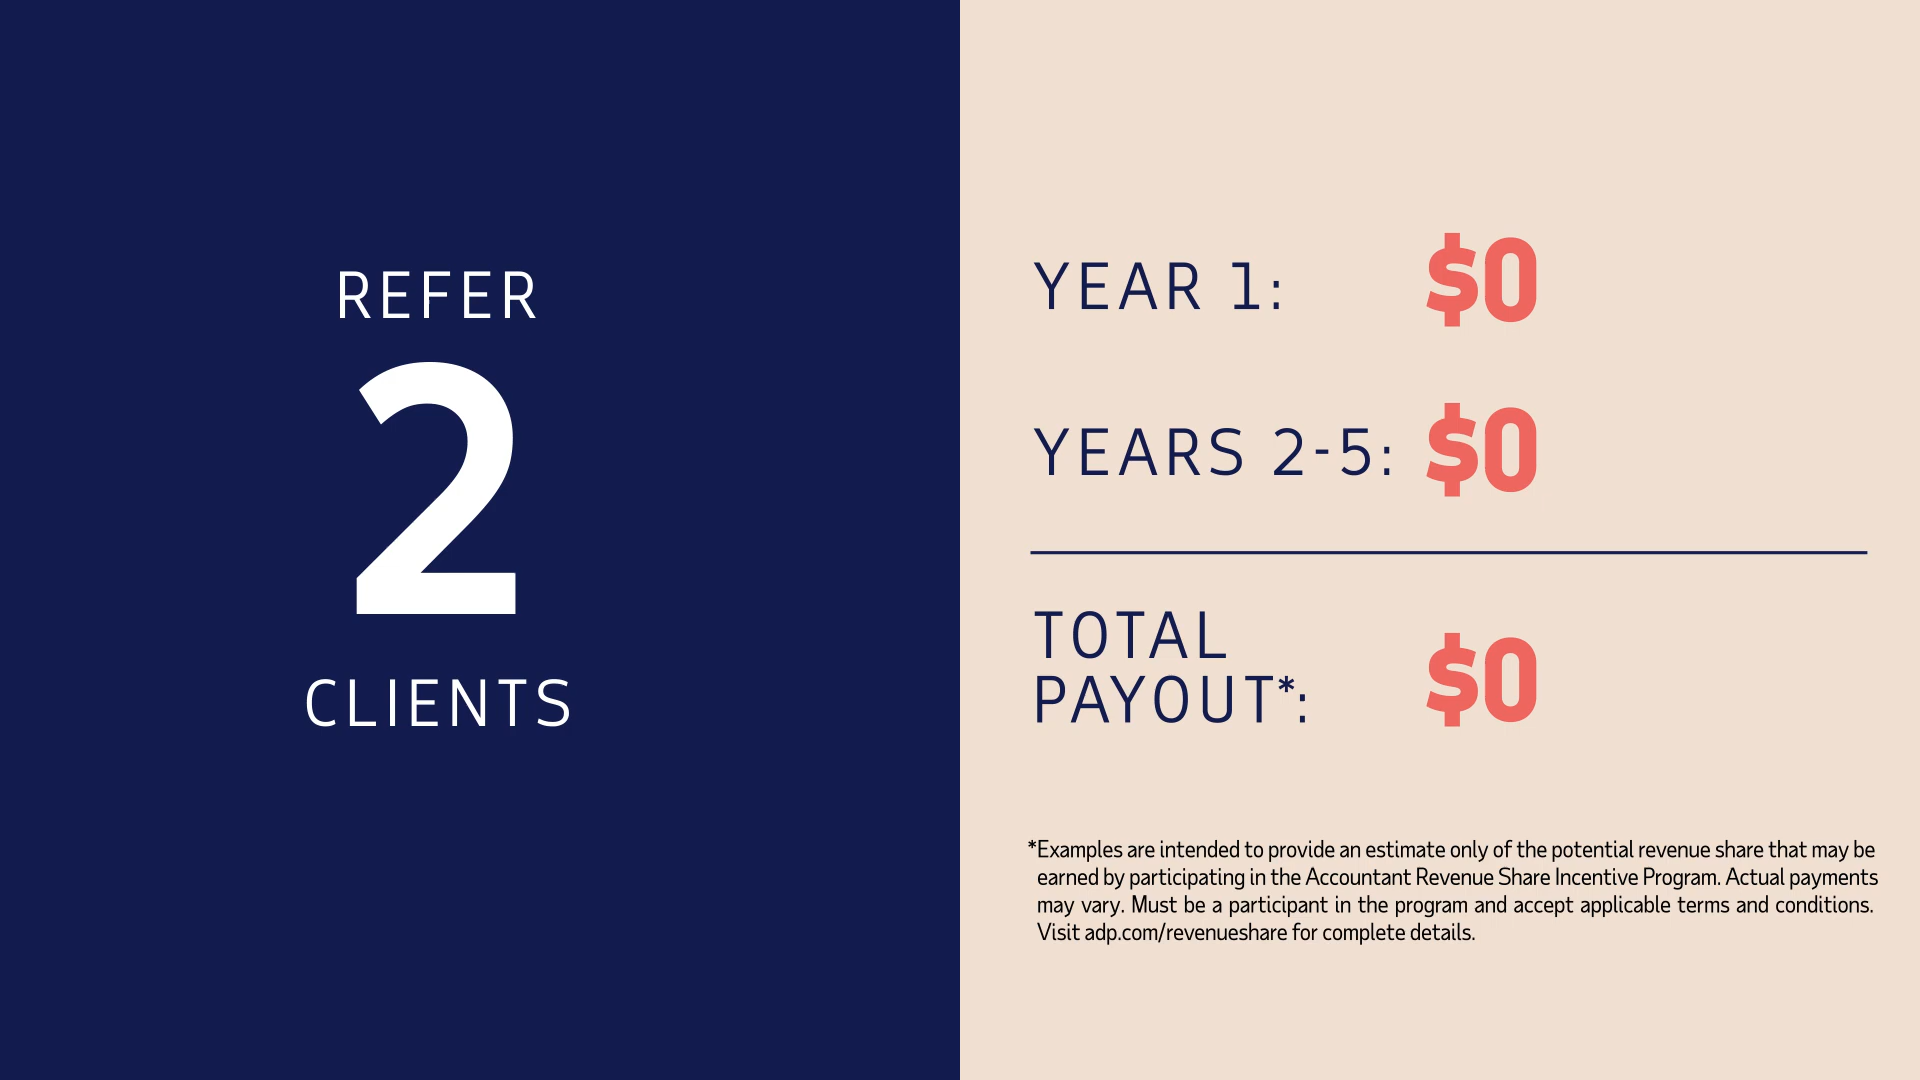 REFER
2
CLIENTS
YEAR 1: $0
YEARS 2-5: $0
TOTAL
PAYOUT*: $0
*Examples are intended to provide an estimate only of the potential revenue share that may be
earned by participating in the Accountant Revenue Share Incentive Program. Actual payments
may vary. Must be a participant in the program and accept applicable terms and conditions.
Visit adp.com/revenueshare for complete details.